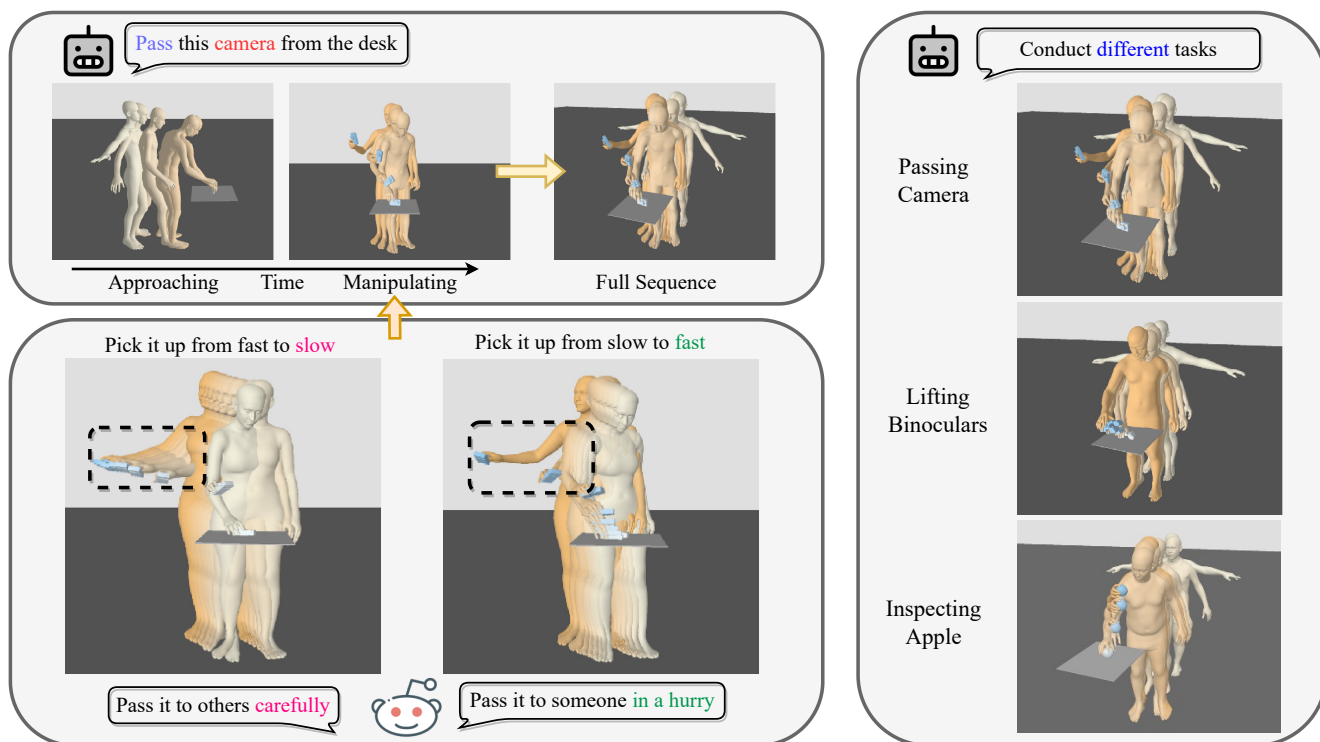 Pass this camera from the desk
Approaching
Time
Manipulating
Full Sequence
Pick it up from fast to slow
Pick it up from slow to fast
Pass it to others carefully
Pass it to someone in a hurry
Conduct different tasks
Passing
Camera
Lifting
Binoculars
Inspecting
Apple